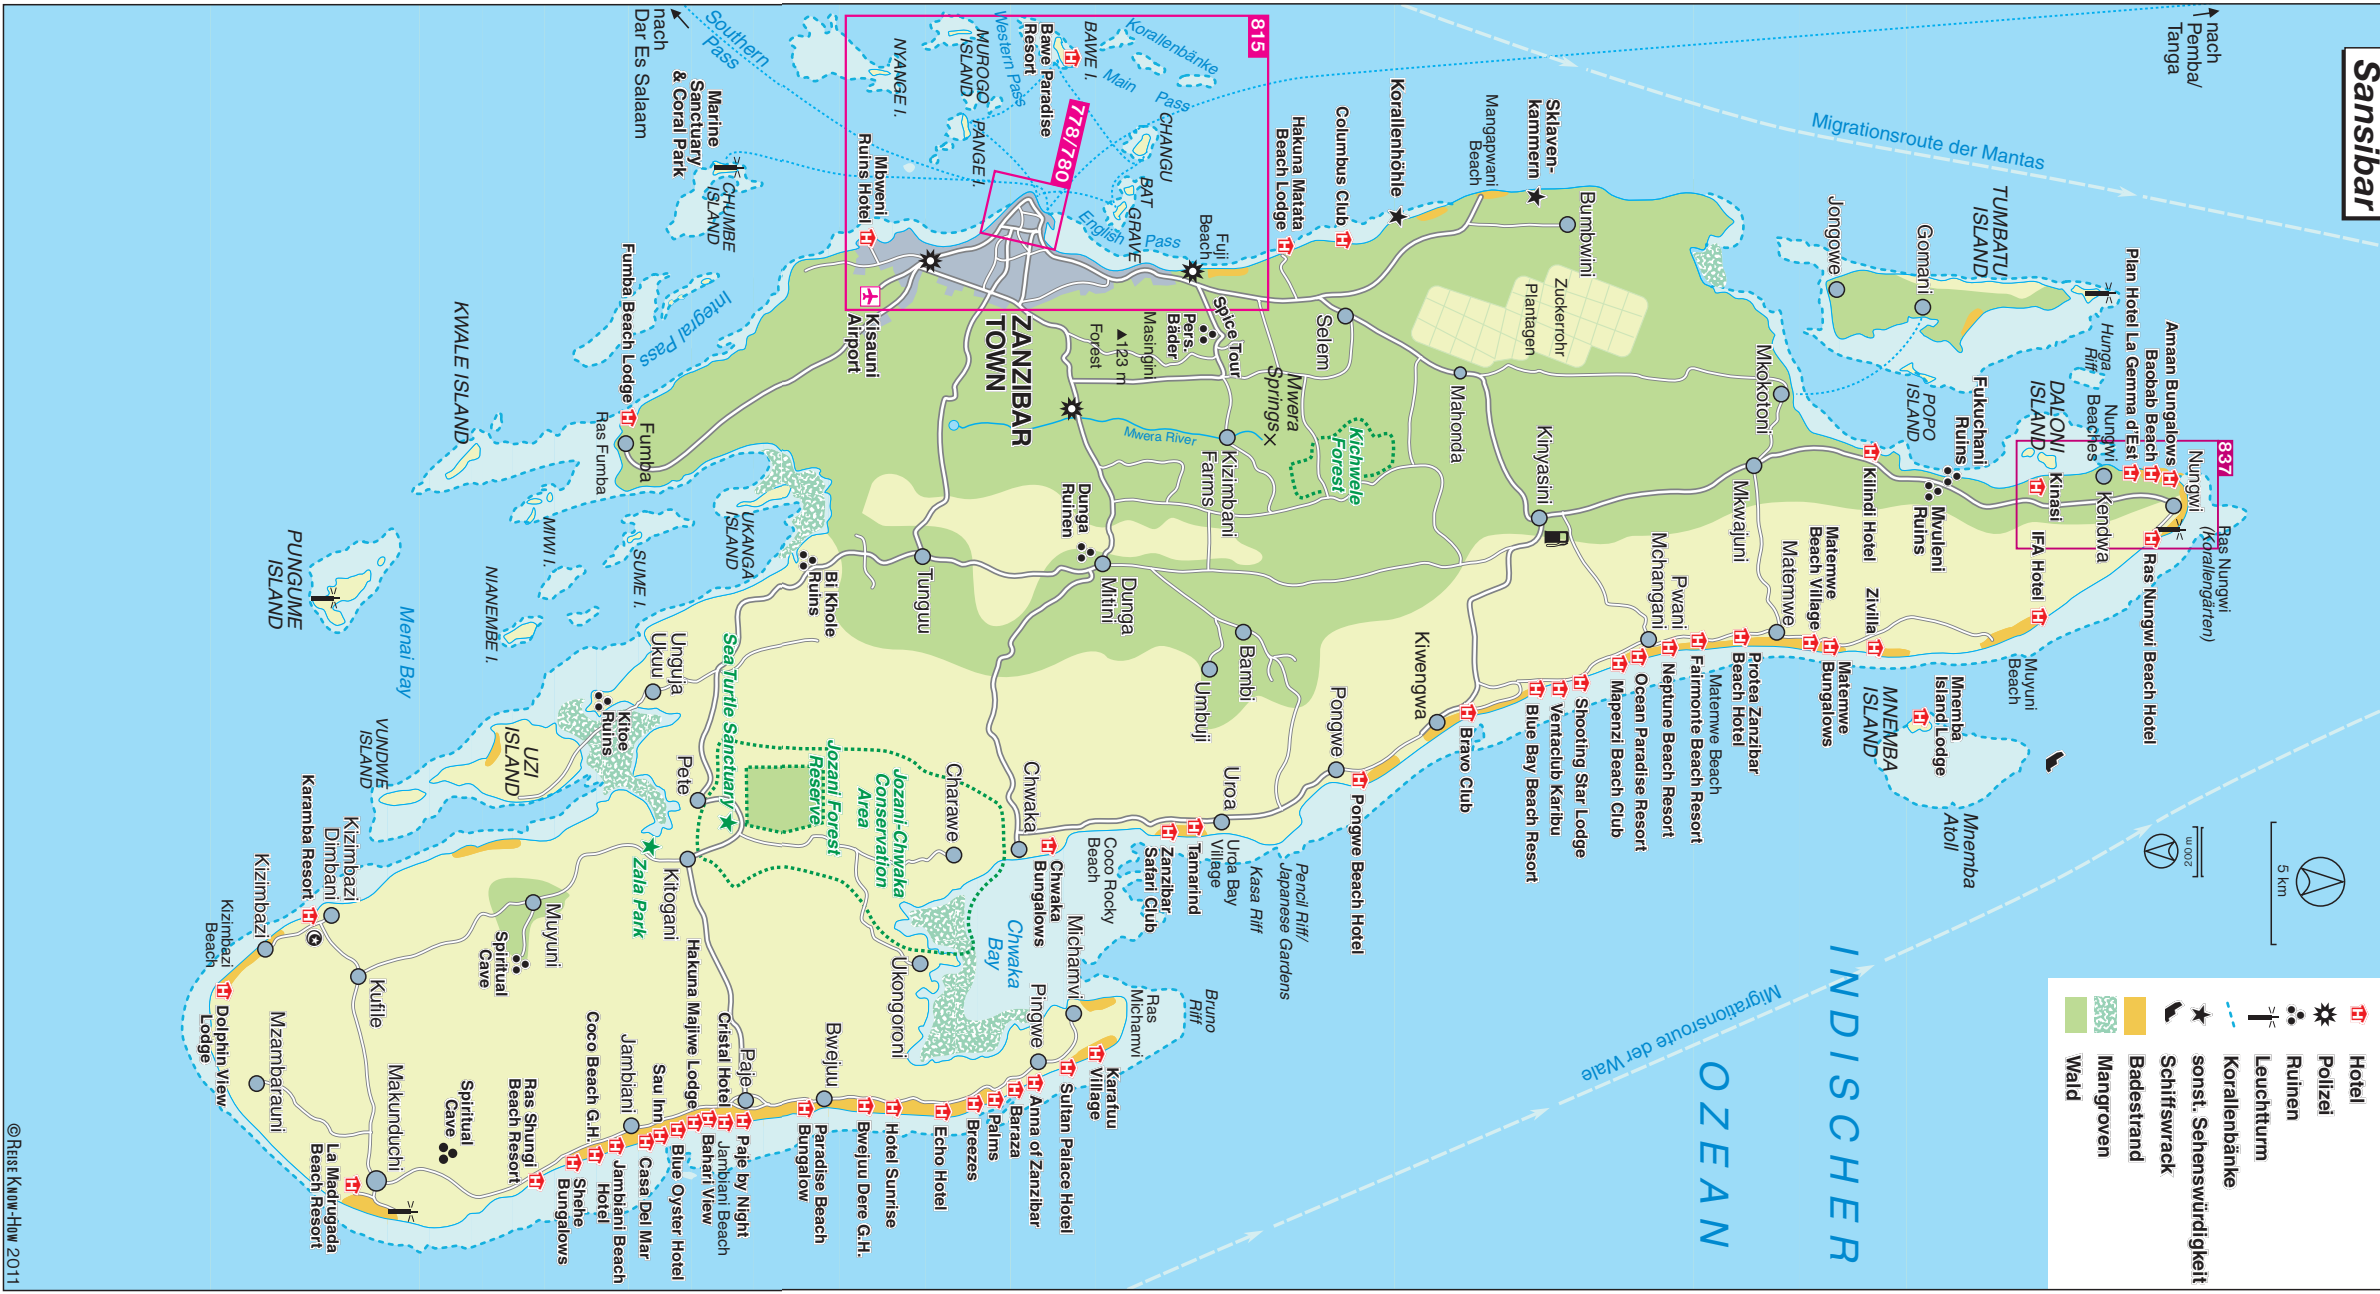 Sansibar
nach
Pemba/
Tanga
Migrationsroute der Mantas
TUMBATU
ISLAND
Jongowe
Gomani
Hunga
Riff
Plan Hotel La Gemma d'Est
Baobab Beach
Amaan Bungalows
Nungwi
Beaches
837
Nungwi
Kendwa
Ras Nungwi
(Korallengärten)
Ras Nungwi Beach Hotel
DALONI
ISLAND
Kinasi
IFA Hotel
POPO
ISLAND
Fukuchani
Ruins
Mvuleni
Ruins
Kilindi Hotel
Muyuni
Beach
Mnemba
Island Lodge
MNEMBA
ISLAND
Mnemba
Atoll
200 m
5 km
Hotel
Polizei
Ruinen
Leuchtturm
Korallenbänke
sonst. Sehenswürdigkeit
Schiffswrack
Badestrand
Mangroven
Wald
INDISCHER
OZEAN
Migrationsroute der Wale
Zivilla
Matemwe
Bungalows
Matemwe
Beach Village
Matemwe
Mkokotoni
Mkwajuni
Protea Zanzibar
Beach Hotel
Matemwe Beach
Fairmonte Beach Resort
Pwani
Mchangani
Neptune Beach Resort
Ocean Paradise Resort
Mapenzi Beach Club
Shooting Star Lodge
Ventaclub Karibu
Blue Bay Beach Resort
Bumbwini
Sklaven-
kammern
Mangapwani
Beach
Zuckerrohr
Plantagen
Kinyasini
Mahonda
Kiwengwa
Bravo Club
Korallenhöhle
Columbus Club
Hakuna Matata
Beach Lodge
Selem
Kichwele
Forest
Pongwe
Pongwe Beach Hotel
Mwera
Springs
Pencil Riff/
Japanese Gardens
Kasa Riff
815
Fuji
Beach
Spice Tour
Pers.
Bäder
Masingini
123 m
Forest
Kizimbani
Farms
Mwera River
Bambi
Umbuji
Uroa
Uroa Bay
Village
Tamarind
Zanzibar
Safari Club
Bruno
Riff
Korallenbänke
Main Pass
BAWE I.
Bawe Paradise
Resort
Western Pass
CHANGU
BAT
GRAVE
English Pass
778/780
MUROGO
ISLAND
PANGE I.
NYANGE I.
Mbweni
Ruins Hotel
ZANZIBAR
TOWN
Kisauni
Airport
Dunga
Ruinen
Dunga
Mitini
Tunguu
Chwaka
Chwaka
Bungalows
Coco Rocky
Beach
Chwaka
Bay
Michamvi
Ras
Michamvi
Pingwe
Karafuu
Village
Sultan Palace Hotel
Anna of Zanzibar
Baraza
Palms
Breezes
Echo Hotel
Hotel Sunrise
Bwejuu Dere G.H.
Bwejuu
Paradise Beach
Bungalow
Charawe
Ukongoroni
Jozani-Chwaka
Conservation
Area
Jozani Forest
Reserve
Southern
Pass
nach
Dar Es Salaam
Marine
Sanctuary
& Coral Park
CHUMBE
ISLAND
Integral Pass
Fumba Beach Lodge
Fumba
Ras Fumba
UKANGA
ISLAND
Bi Khole
Ruins
Sea Turtle Sanctuary
Pete
Paje
Paje by Night
Cristal Hotel
Jambiani Beach
Bahari View
Hakuna Majiwe Lodge
Blue Oyster Hotel
Sau Inn
Casa Del Mar
Jambiani
Jambiani Beach
Hotel
Coco Beach G.H.
Shehe
Bungalows
Ras Shungi
Beach Resort
SUME I.
Unguja
Ukuu
Kitoe
Ruins
Kitogani
Zala Park
KWALE ISLAND
MIWI I.
NIANEMBE I.
UZI
ISLAND
Muyuni
Spiritual
Cave
Spiritual
Cave
PUNGUME
ISLAND
Menai Bay
VUNDWE
ISLAND
Kizimbazi
Dimbani
Karamba Resort
Kizimbazi
Kizimbazi
Beach
Dolphin View
Lodge
Kufile
Mzambarauni
Makunduchi
La Madrugada
Beach Resort
© REISE KNOW-HOW 2011